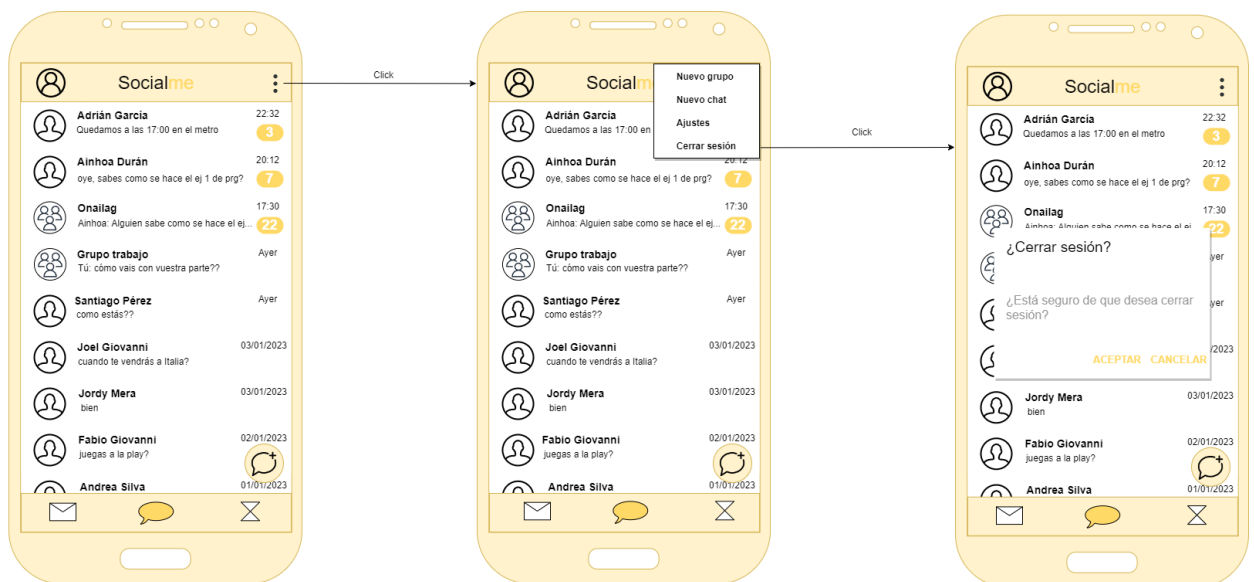 Socialme
Adrián García 22:32
Quedamos a las 17:00 en el metro 3
Ainhoa Durán 20:12
oye, sabes como se hace el ej 1 de prg? 7
Onailag 17:30
Ainhoa: Alguien sabe como se hace el ej... 22
Grupo trabajo Ayer
Tú: cómo vais con vuestra parte??
Santiago Pérez Ayer
como estás??
Joel Giovanni 03/01/2023
cuando te vendrás a Italia?
Jordy Mera 03/01/2023
bien
Fabio Giovanni 02/01/2023
juegas a la play?
Andrea Silva 01/01/2023
Click
Socialm
Nuevo grupo
Nuevo chat
Ajustes
Cerrar sesión
Adrián García
Quedamos a las 17:00 en
Ainhoa Durán 20:12
oye, sabes como se hace el ej 1 de prg? 7
Onailag 17:30
Ainhoa: Alguien sabe como se hace el ej... 22
Grupo trabajo Ayer
Tú: cómo vais con vuestra parte??
Santiago Pérez Ayer
como estás??
Joel Giovanni 03/01/2023
cuando te vendrás a Italia?
Jordy Mera 03/01/2023
bien
Fabio Giovanni 02/01/2023
juegas a la play?
Andrea Silva 01/01/2023
Click
Socialme
Adrián García 22:32
Quedamos a las 17:00 en el metro 3
Ainhoa Durán 20:12
oye, sabes como se hace el ej 1 de prg? 7
Onailag 17:30
Ainhoa: Alguien sabe como se hace el ej 22
¿Cerrar sesión?
yer
¿Está seguro de que desea cerrar
sesión?
yer
/2023
ACEPTAR CANCELAR
Jordy Mera 03/01/2023
bien
Fabio Giovanni 02/01/2023
juegas a la play?
Andrea Silva 01/01/2023